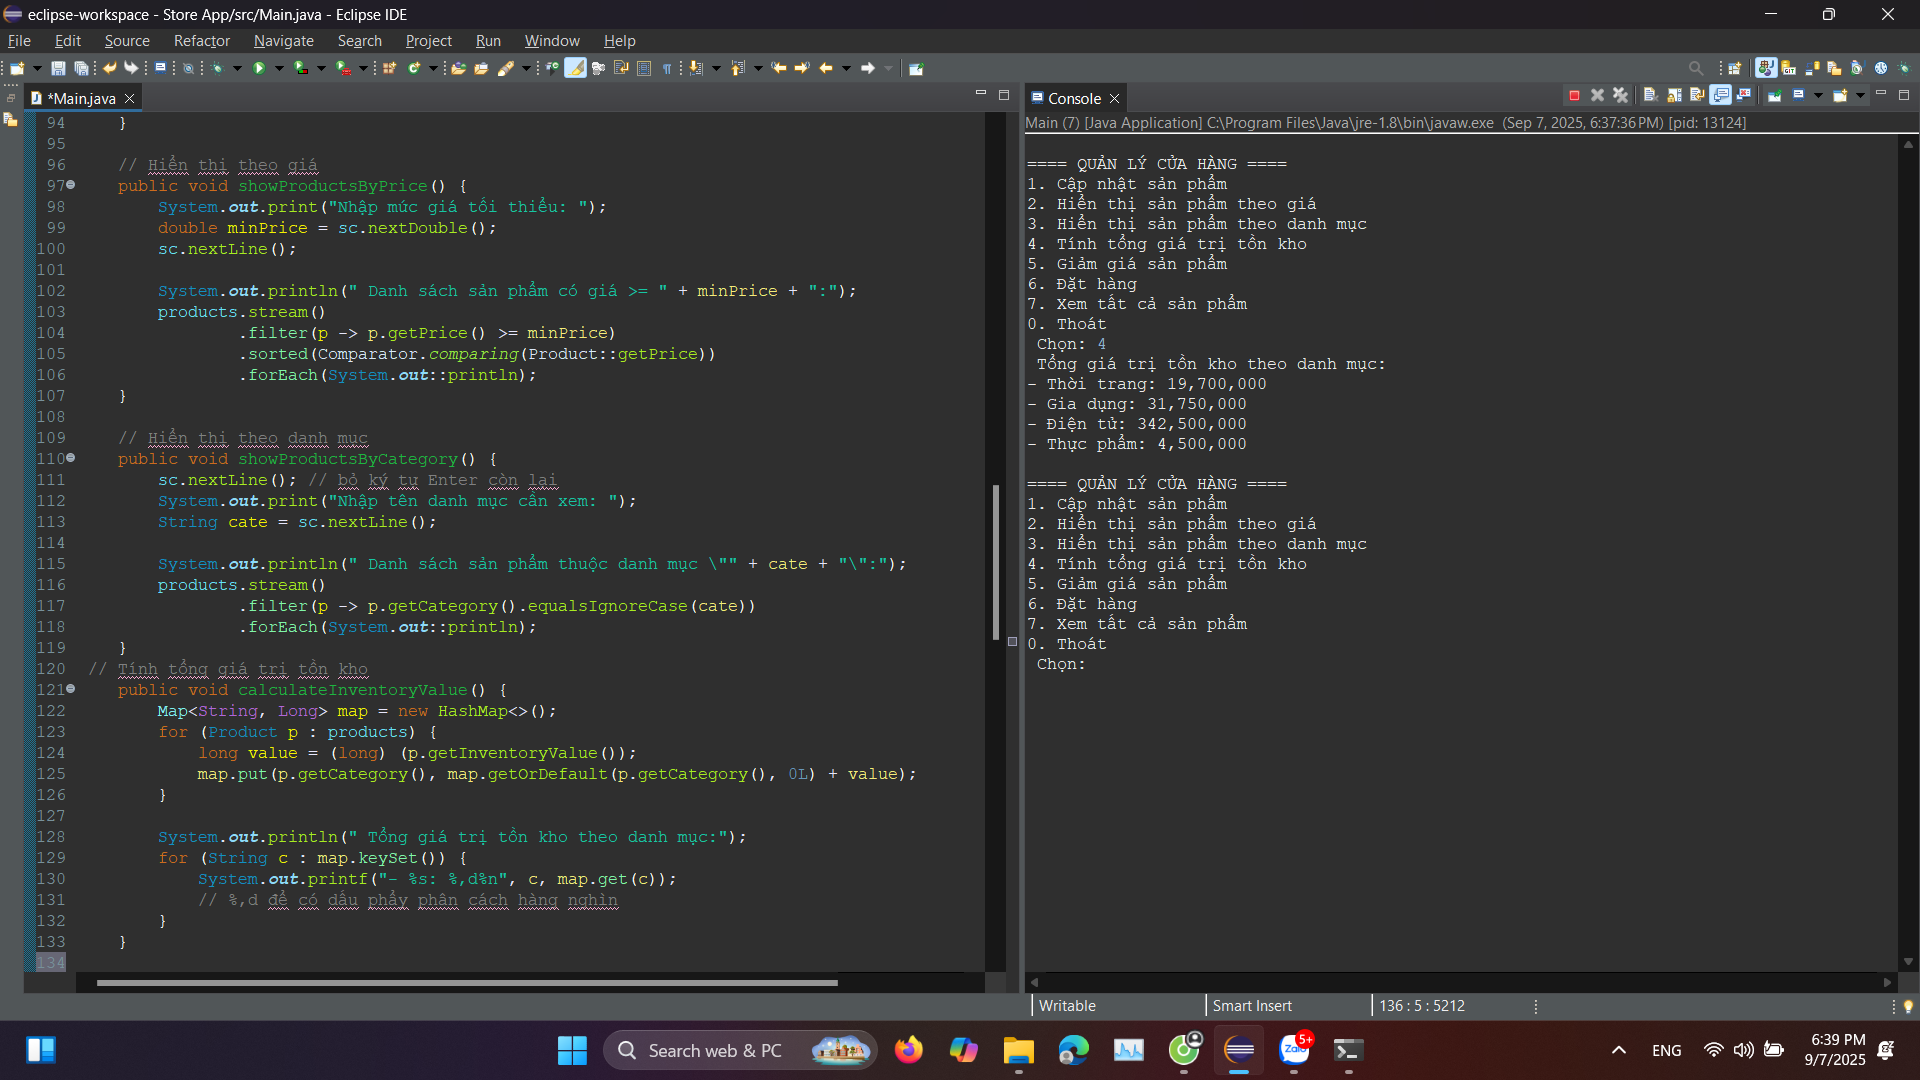 eclipse-workspace - Store App/src/Main.java - Eclipse IDE
File Edit Source Refactor Navigate Search Project Run Window Help
*Main.java
94 }
95
96 // Hiển thị theo giá
97 public void showProductsByPrice() {
98 System.out.print("Nhập mức giá tối thiểu: ");
99 double minPrice = sc.nextDouble();
100 sc.nextLine();
101
102 System.out.println(" Danh sách sản phẩm có giá >= " + minPrice + ":");
103 products.stream()
104 .filter(p -> p.getPrice() >= minPrice)
105 .sorted(Comparator.comparing(Product::getPrice))
106 .forEach(System.out::println);
107 }
108
109 // Hiển thị theo danh mục
110 public void showProductsByCategory() {
111 sc.nextLine(); // bỏ ký tự Enter còn lại
112 System.out.print("Nhập tên danh mục cần xem: ");
113 String cate = sc.nextLine();
114
115 System.out.println(" Danh sách sản phẩm thuộc danh mục \"" + cate + "\":");
116 products.stream()
117 .filter(p -> p.getCategory().equalsIgnoreCase(cate))
118 .forEach(System.out::println);
119 }
120 // Tính tổng giá trị tồn kho
121 public void calculateInventoryValue() {
122 Map<String, Long> map = new HashMap<>();
123 for (Product p : products) {
124 long value = (long) (p.getInventoryValue());
125 map.put(p.getCategory(), map.getOrDefault(p.getCategory(), 0L) + value);
126 }
127
128 System.out.println(" Tổng giá trị tồn kho theo danh mục:");
129 for (String c : map.keySet()) {
130 System.out.printf("- %s: %,d%n", c, map.get(c));
131 // %,d để có dấu phẩy phân cách hàng nghìn
132 }
133 }
134
Console
Main (7) [Java Application] C:\Program Files\Java\jre-1.8\bin\javaw.exe (Sep 7, 2025, 6:37:36 PM) [pid: 13124]
==== QUẢN LÝ CỬA HÀNG ====
1. Cập nhật sản phẩm
2. Hiển thị sản phẩm theo giá
3. Hiển thị sản phẩm theo danh mục
4. Tính tổng giá trị tồn kho
5. Giảm giá sản phẩm
6. Đặt hàng
7. Xem tất cả sản phẩm
0. Thoát
Chọn: 4
Tổng giá trị tồn kho theo danh mục:
- Thời trang: 19,700,000
- Gia dụng: 31,750,000
- Điện tử: 342,500,000
- Thực phẩm: 4,500,000
==== QUẢN LÝ CỬA HÀNG ====
1. Cập nhật sản phẩm
2. Hiển thị sản phẩm theo giá
3. Hiển thị sản phẩm theo danh mục
4. Tính tổng giá trị tồn kho
5. Giảm giá sản phẩm
6. Đặt hàng
7. Xem tất cả sản phẩm
0. Thoát
Chọn:
Writable Smart Insert 136 : 5 : 5212
Search web & PC
Zalo 5+
ENG
6:39 PM
9/7/2025